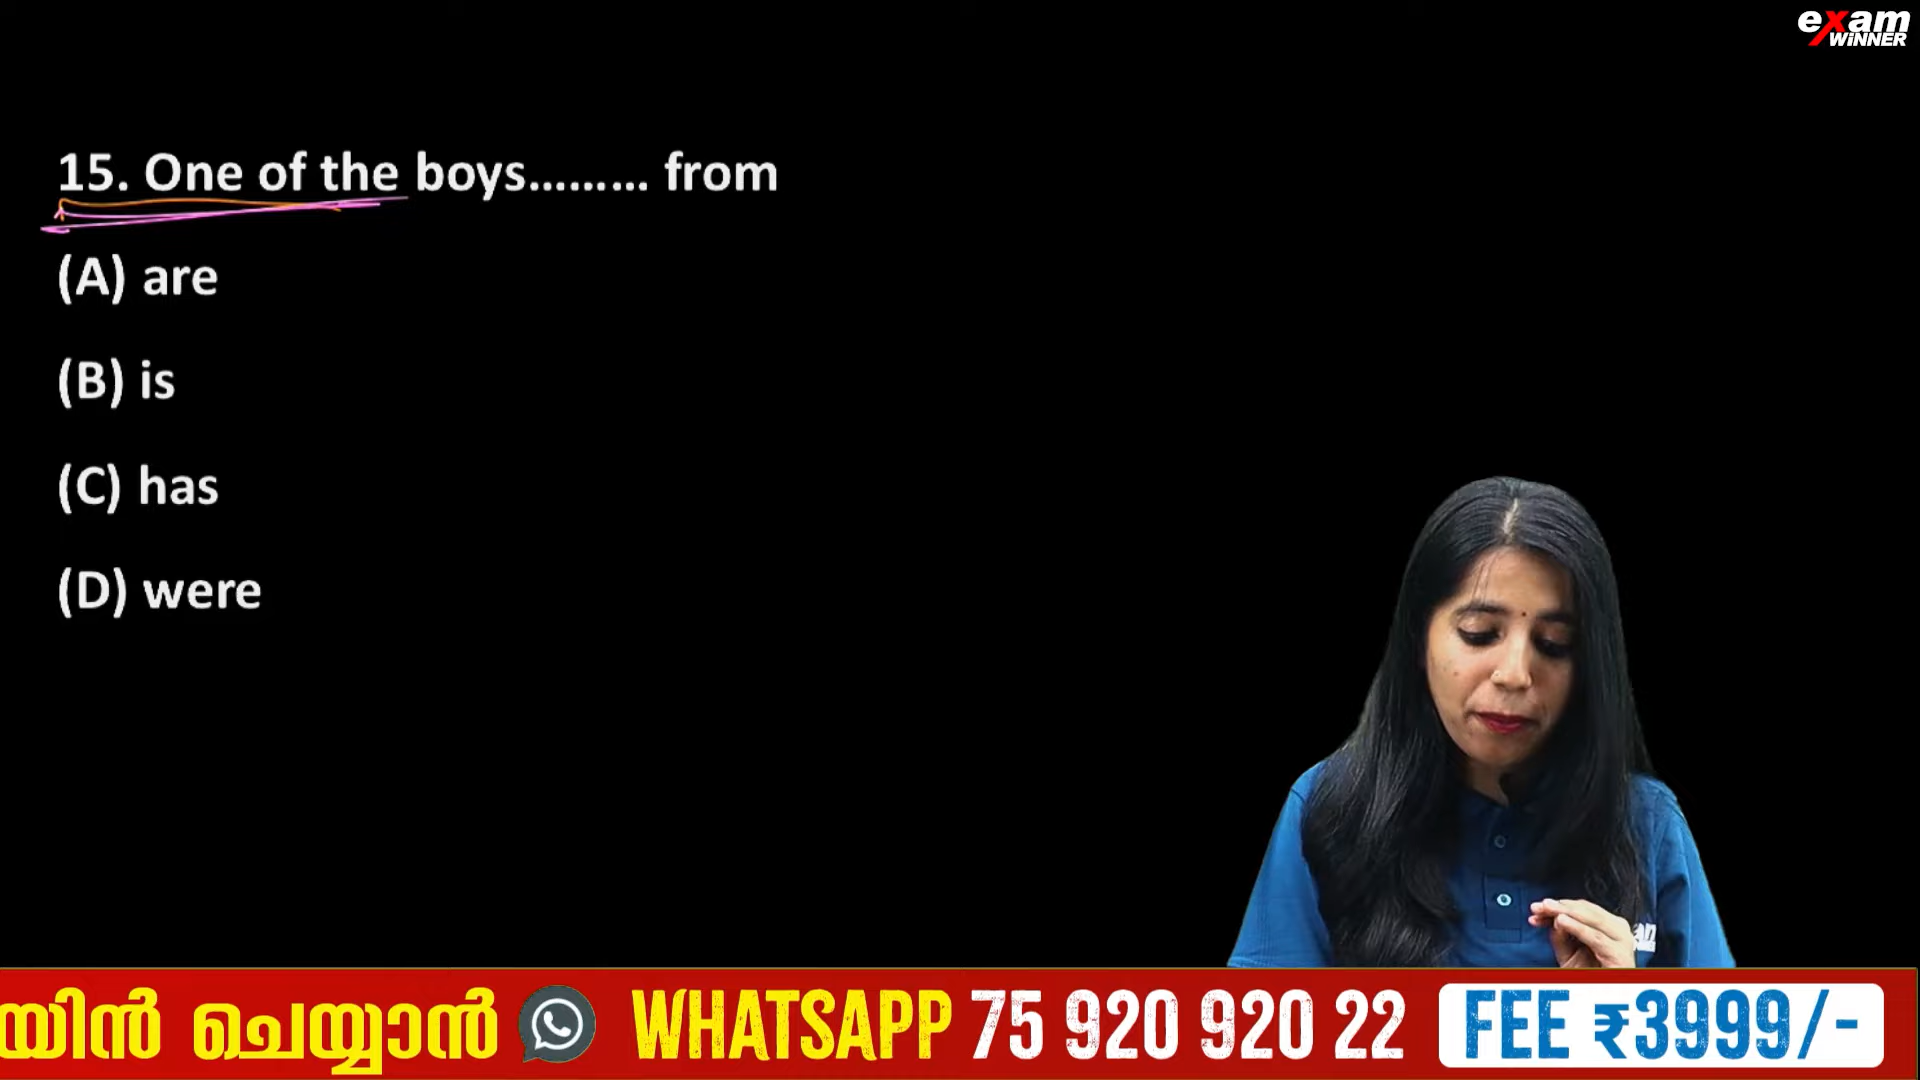 exam
WiNNER
15. One of the boys......... from
(A) are
(B) is
(C) has
(D) were
an
യിൻ ചെയ്യാൻ WHATSAPP 75 920 920 22 FEE ₹3999/-